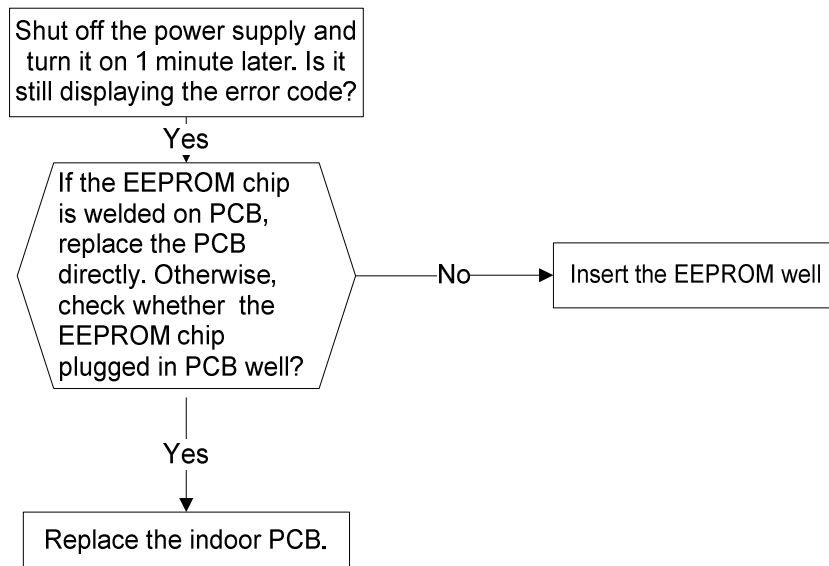 Shut off the power supply and
turn it on 1 minute later. Is it
still displaying the error code?
Yes
If the EEPROM chip
is welded on PCB,
replace the PCB
directly. Otherwise,
check whether the
EEPROM chip
plugged in PCB well?
No
Insert the EEPROM well
Yes
Replace the indoor PCB.